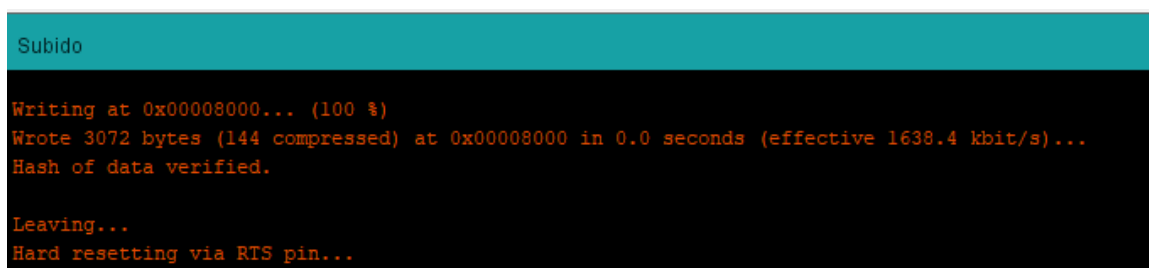 Subido
Writing at 0x00008000... (100 %)
Wrote 3072 bytes (144 compressed) at 0x00008000 in 0.0 seconds (effective 1638.4 kbit/s)...
Hash of data verified.
Leaving...
Hard resetting via RTS pin...